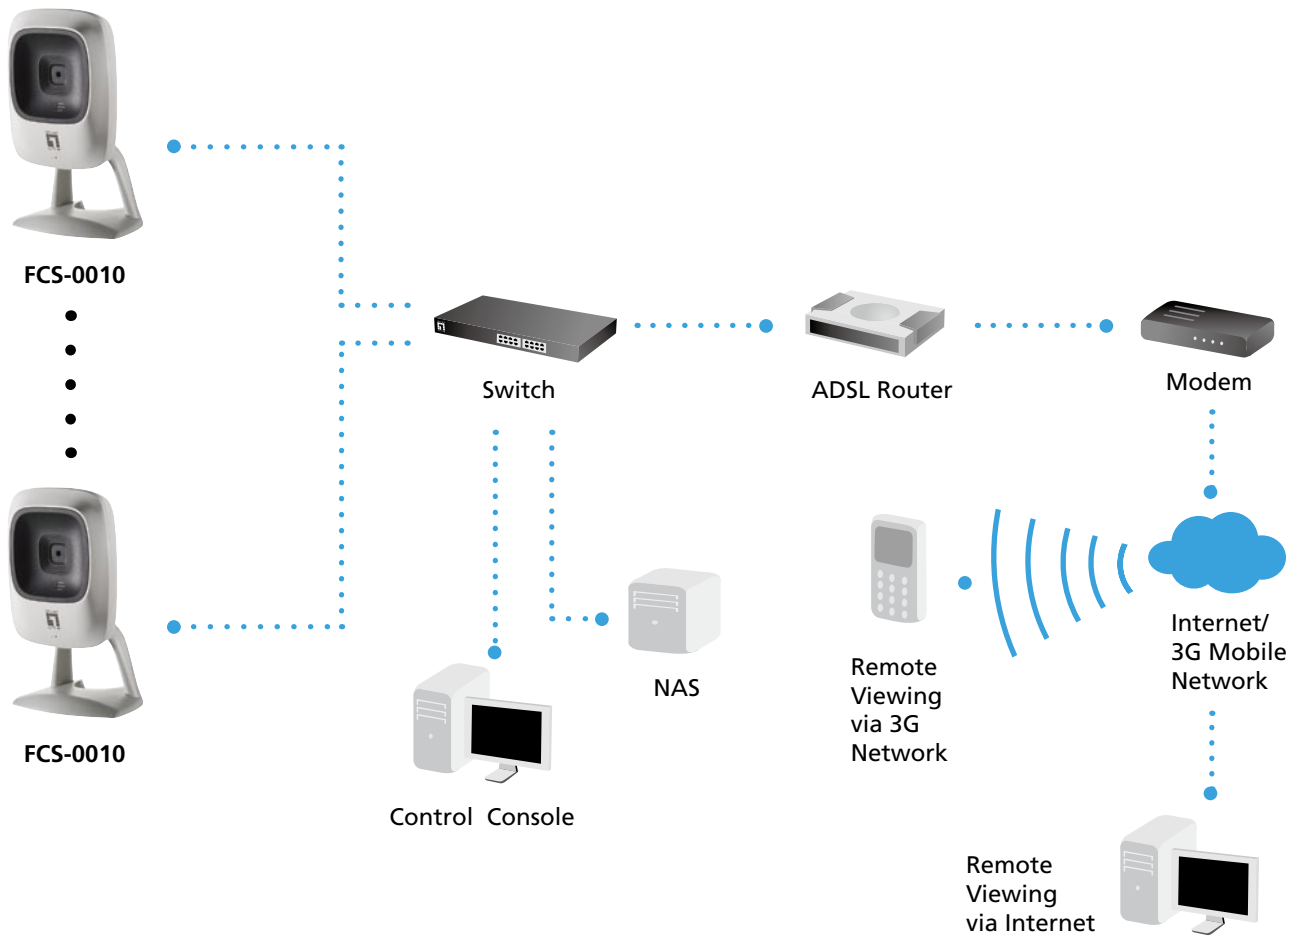 FCS-0010
Switch
ADSL Router
Modem
Internet/
3G Mobile
Network
Remote
Viewing
via 3G
Network
NAS
FCS-0010
Control Console
Remote
Viewing
via Internet